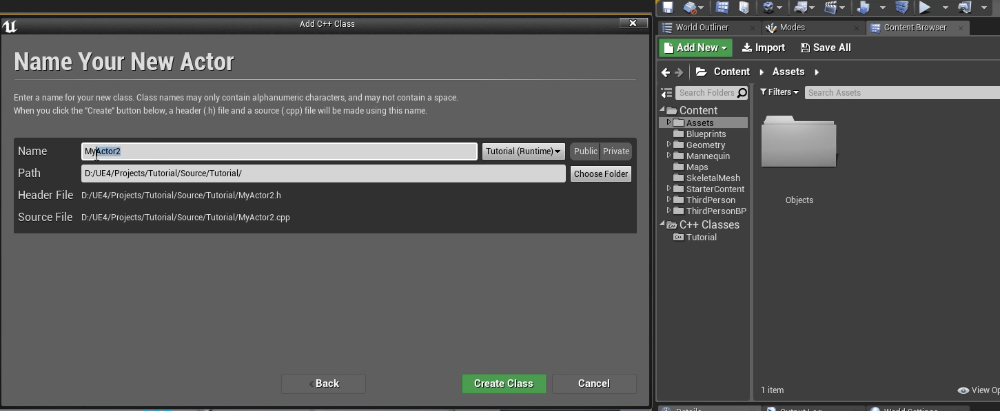 Add C++ Class
Name Your New Actor
Enter a name for your new class. Class names may only contain alphanumeric characters, and may not contain a space.
When you click the "Create" button below, a header (.h) file and a source (.cpp) file will be made using this name.
Name MyActor2 Tutorial (Runtime) Public Private
Path D:/UE4/Projects/Tutorial/Source/Tutorial/ Choose Folder
Header File D:/UE4/Projects/Tutorial/Source/Tutorial/MyActor2.h
Source File D:/UE4/Projects/Tutorial/Source/Tutorial/MyActor2.cpp
Back Create Class Cancel
World Outliner Modes Content Browser
Add New Import Save All
Content Assets
Search Folders Filters Search Assets
Content
Assets
Blueprints
Geometry
Mannequin
Maps
SkeletalMesh
StarterContent
ThirdPerson
ThirdPersonBP
C++ Classes
Tutorial
Objects
1 item View Op
Details Output Log World Settings